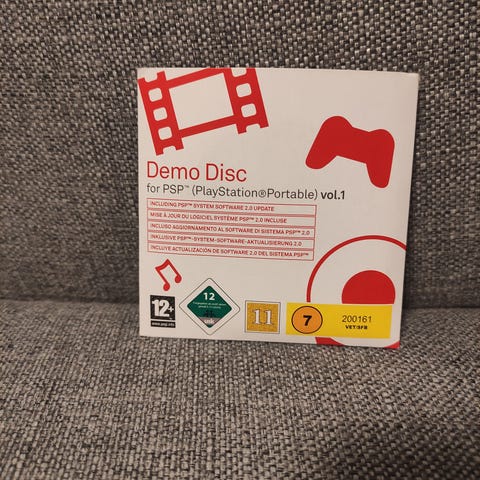 Demo Disc
for PSP™ (PlayStation®Portable) vol.1
INCLUDING PSP™ SYSTEM SOFTWARE 2.0 UPDATE
MISE À JOUR DU LOGICIEL SYSTÈME PSP™ 2.0 INCLUSE
INCLUSO AGGIORNAMENTO AL SOFTWARE DI SISTEMA PSP™ 2.0
INKLUSIVE PSP™-SYSTEM-SOFTWARE-AKTUALISIERUNG 2.0
INCLUYE ACTUALIZACIÓN DE SOFTWARE 2.0 DEL SISTEMA PSP™
12+
www.pegi.info
12
11
7
200161
VET/SFB